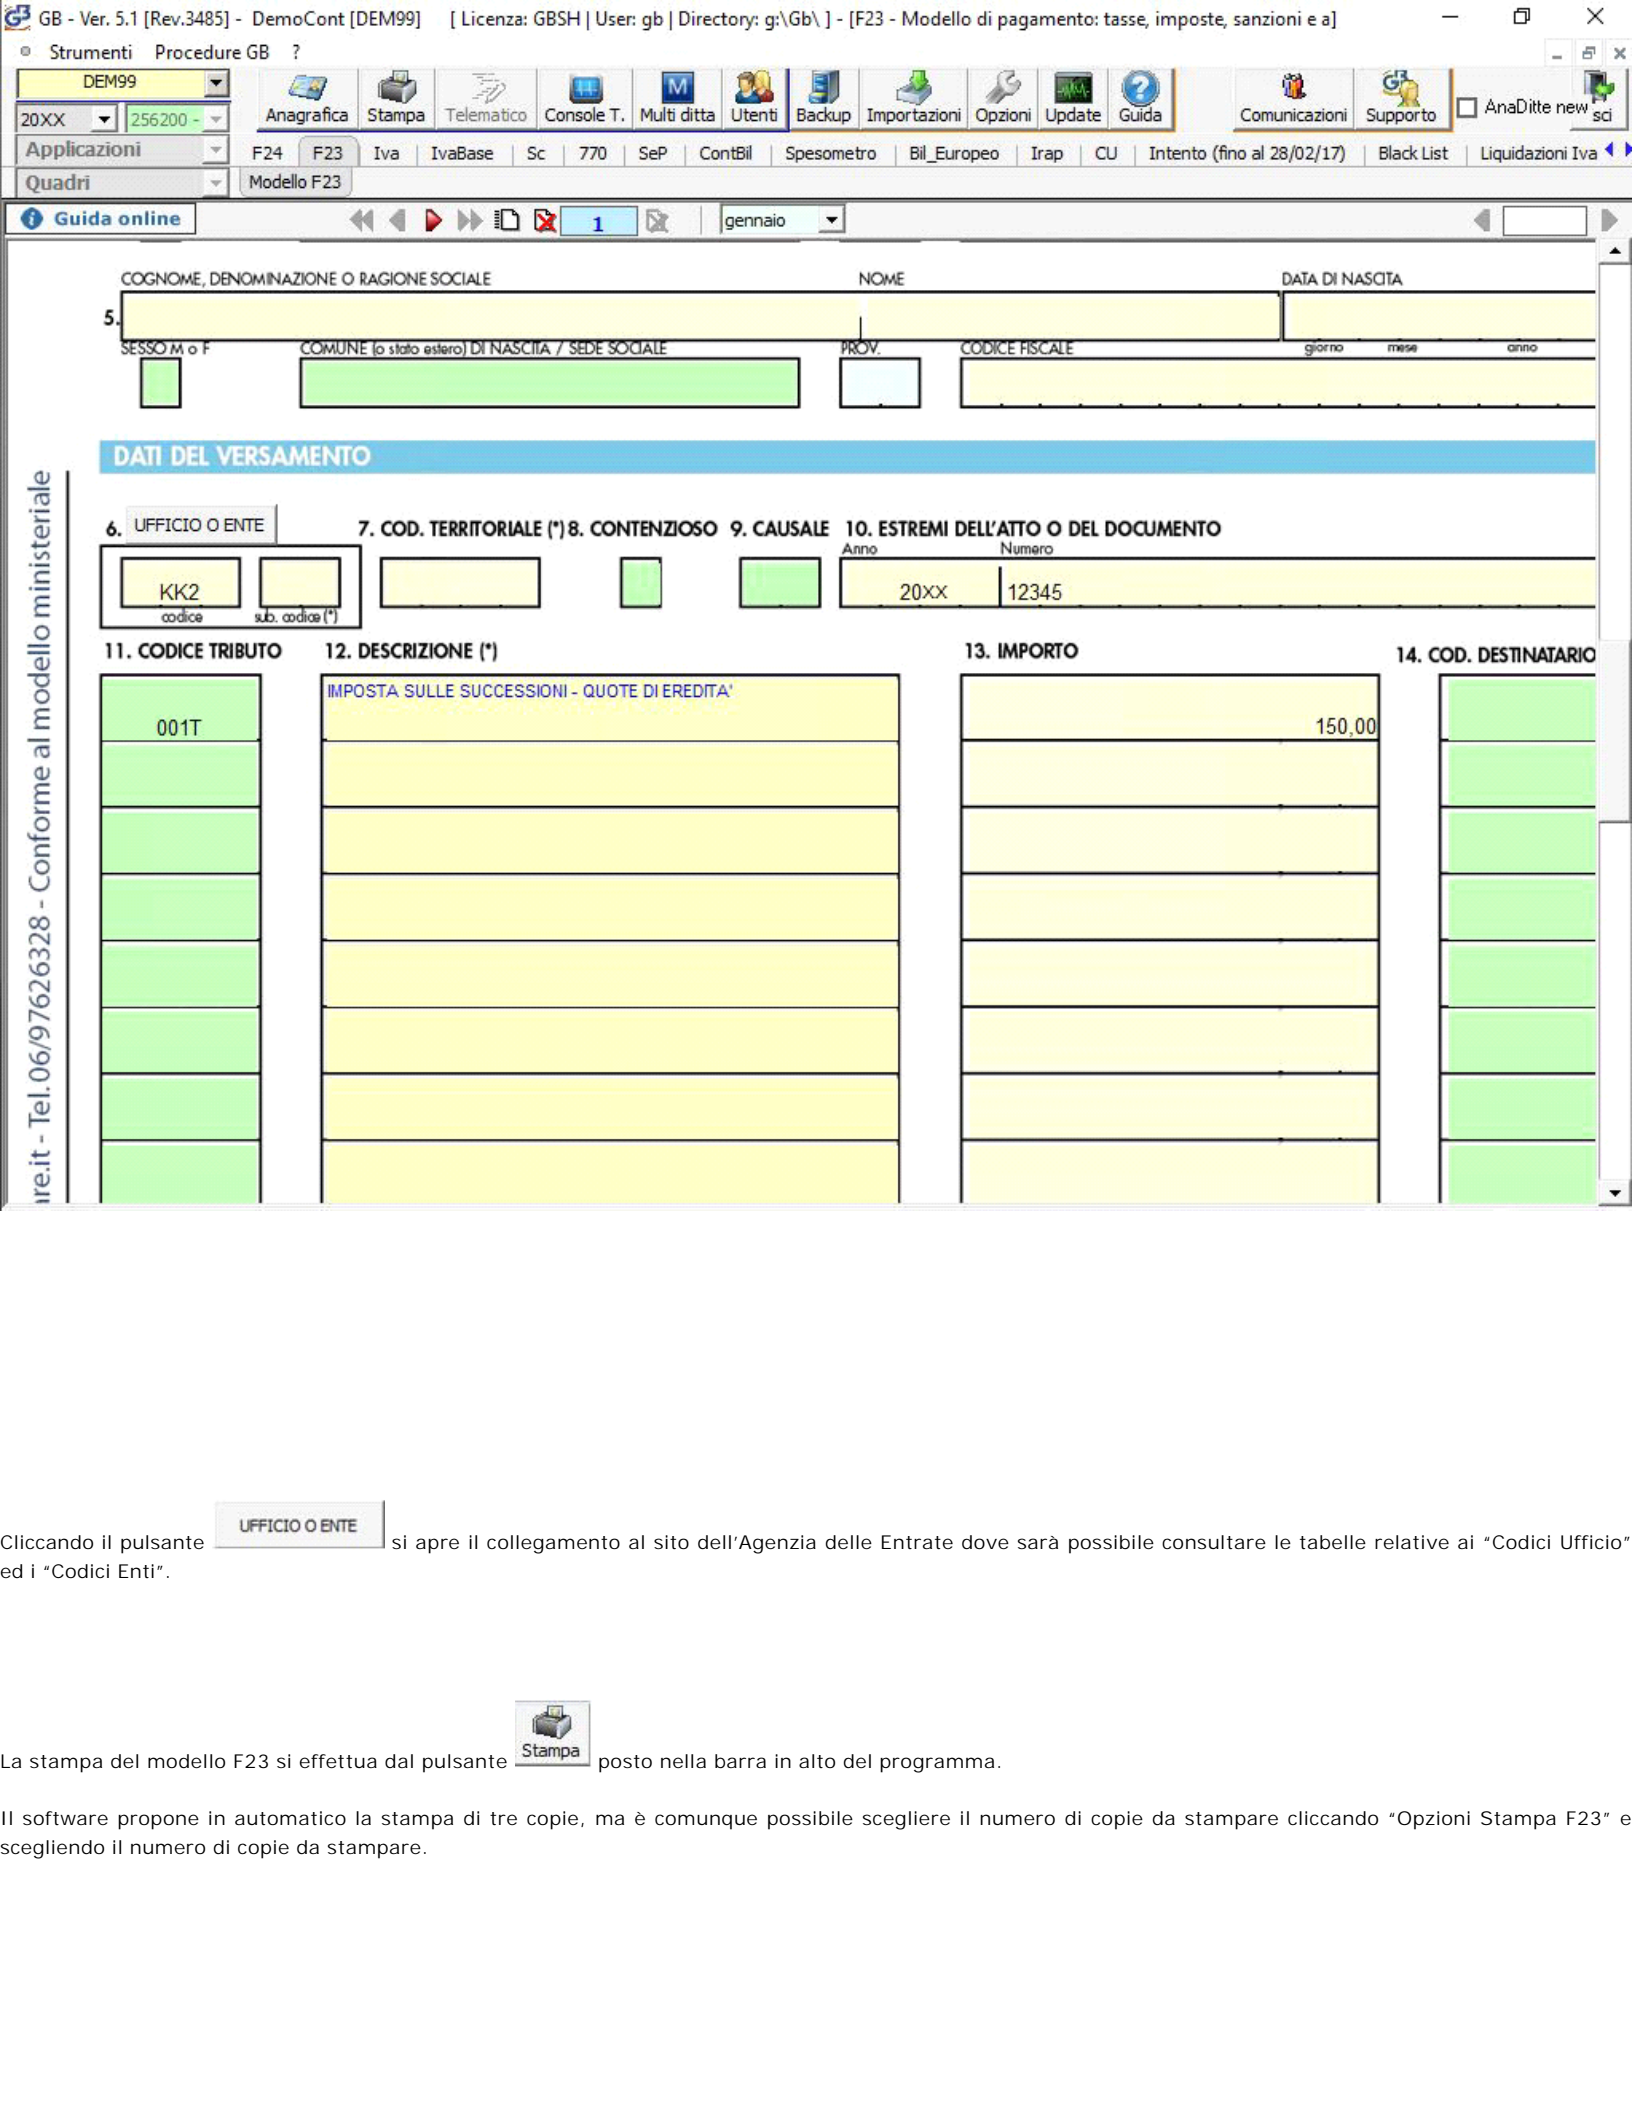 GB - Ver. 5.1 [Rev.3485] - DemoCont [DEM99] [ Licenza: GBSH | User: gb | Directory: g:\Gb\ ] - [F23 - Modello di pagamento: tasse, imposte, sanzioni e a]
Strumenti Procedure GB ?
DEM99
20XX 256200 -
Anagrafica Stampa Telematico Console T. Multi ditta Utenti Backup Importazioni Opzioni Update Guida Comunicazioni Supporto AnaDitte new sci
Applicazioni F24 F23 Iva IvaBase Sc 770 SeP ContBil Spesometro Bil_Europeo Irap CU Intento (fino al 28/02/17) Black List Liquidazioni Iva
Quadri Modello F23
Guida online 1 gennaio
COGNOME, DENOMINAZIONE O RAGIONE SOCIALE NOME DATA DI NASCITA
5.
SESSO M o F COMUNE (o stato estero) DI NASCITA / SEDE SOCIALE PROV. CODICE FISCALE giorno mese anno
DATI DEL VERSAMENTO
6. UFFICIO O ENTE 7. COD. TERRITORIALE (*) 8. CONTENZIOSO 9. CAUSALE 10. ESTREMI DELL'ATTO O DEL DOCUMENTO
Anno Numero
KK2 20XX 12345
codice sub. codice (*)
11. CODICE TRIBUTO 12. DESCRIZIONE (*) 13. IMPORTO 14. COD. DESTINATARIO
IMPOSTA SULLE SUCCESSIONI - QUOTE DI EREDITA'
001T 150,00
re.it - Tel. 06/97626328 - Conforme al modello ministeriale
Cliccando il pulsante UFFICIO O ENTE si apre il collegamento al sito dell'Agenzia delle Entrate dove sarà possibile consultare le tabelle relative ai “Codici Ufficio”
ed i “Codici Enti”.
La stampa del modello F23 si effettua dal pulsante Stampa posto nella barra in alto del programma.
Il software propone in automatico la stampa di tre copie, ma è comunque possibile scegliere il numero di copie da stampare cliccando “Opzioni Stampa F23” e
scegliendo il numero di copie da stampare.